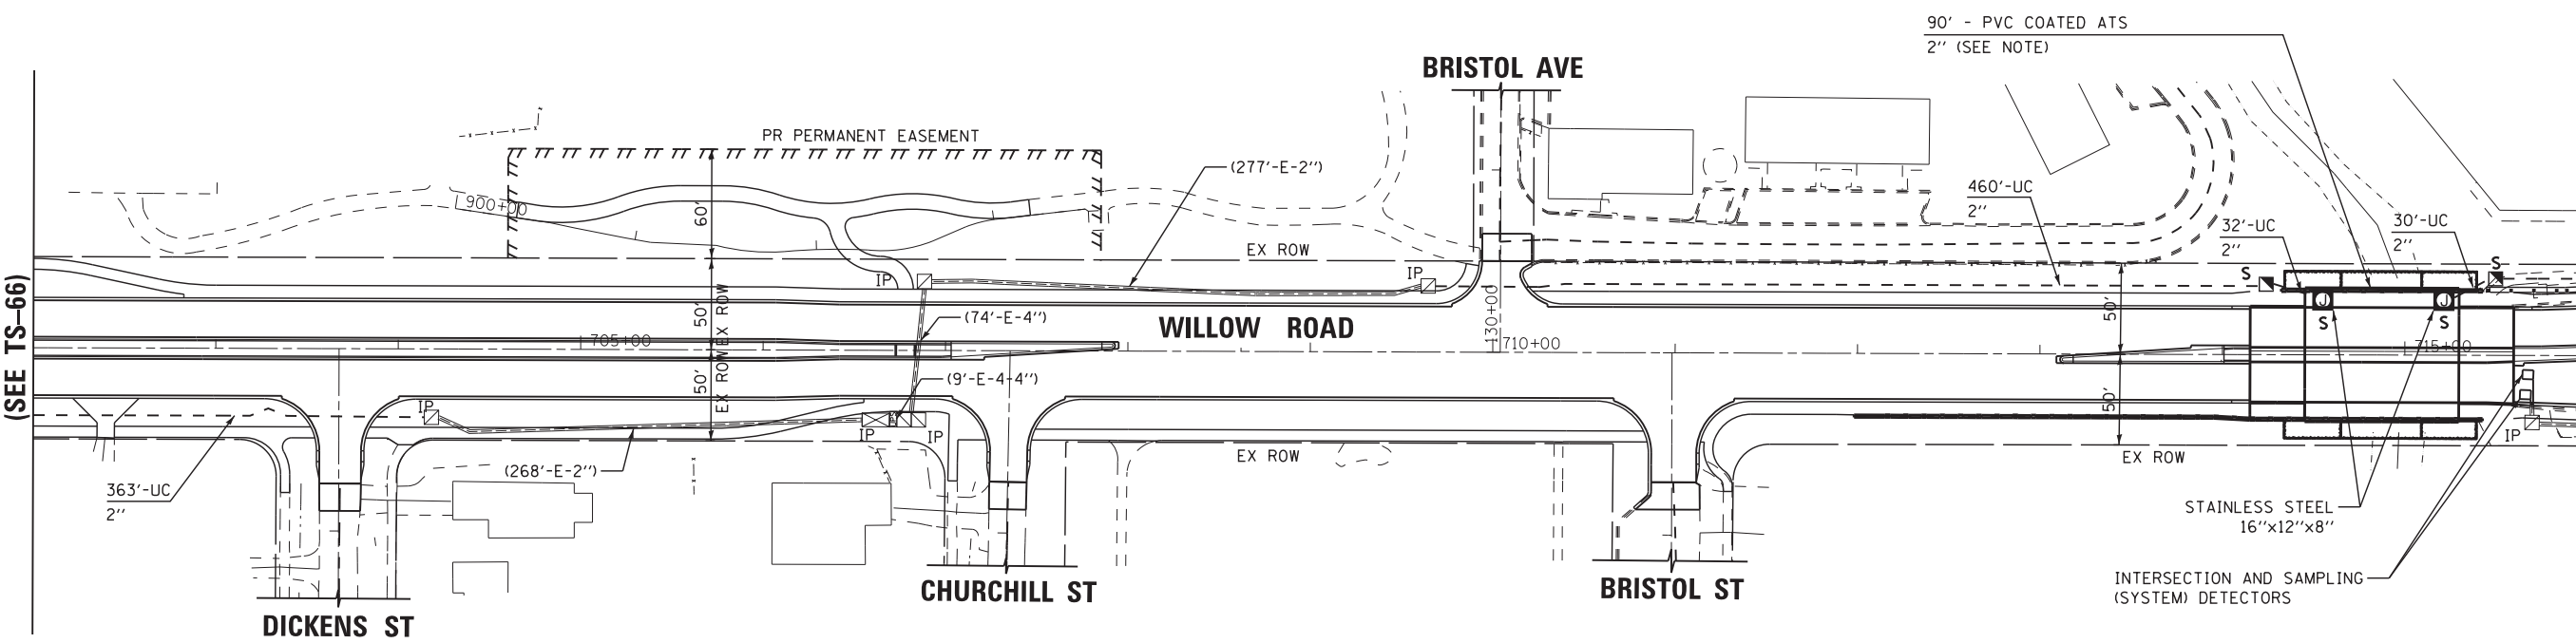 90' - PVC COATED ATS
2'' (SEE NOTE)
BRISTOL AVE
PR PERMANENT EASEMENT
(277'-E-2'')
460'-UC
2''
900+00
60'
32'-UC
2''
30'-UC
2''
EX ROW
IP
IP
S
S
(SEE TS-66)
50'
EX ROW
(74'-E-4'')
WILLOW ROAD
130+00
50'
J
J
S
S
705+00
710+00
715+00
50'
EX ROW
(9'-E-4-4'')
50'
IP
IP
IP
IP
(268'-E-2'')
EX ROW
EX ROW
363'-UC
2''
STAINLESS STEEL
16''x12''x8''
INTERSECTION AND SAMPLING
(SYSTEM) DETECTORS
DICKENS ST
CHURCHILL ST
BRISTOL ST